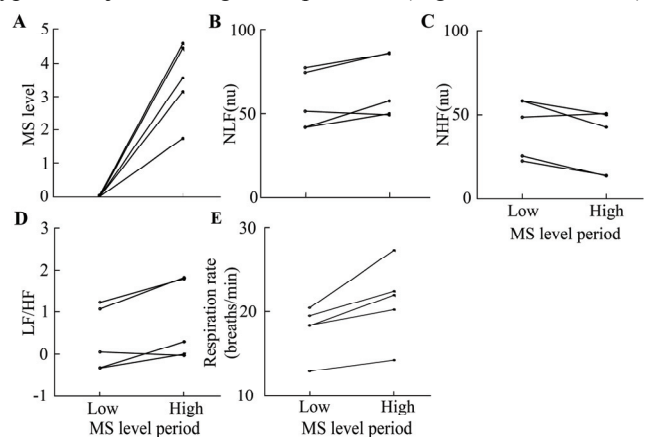 A
B
C
MS level
5
4
3
2
1
0
NLF(nu)
100
50
0
NHF(nu)
100
50
0
Low
High
MS level period
D
E
LF/HF
3
2
1
0
-1
Low
High
MS level period
Respiration rate
(breaths/min)
30
20
10
Low
High
MS level period